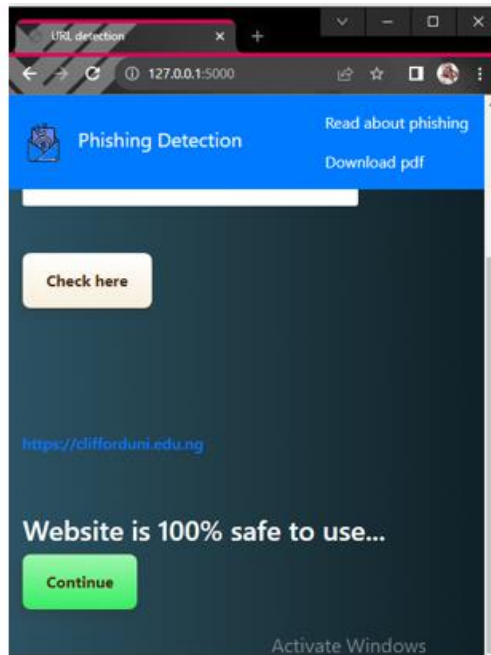 URL detection
127.0.0.1:5000
Phishing Detection
Read about phishing
Download pdf
Check here
https://clifforduni.edu.ng
Website is 100% safe to use...
Continue
Activate Windows